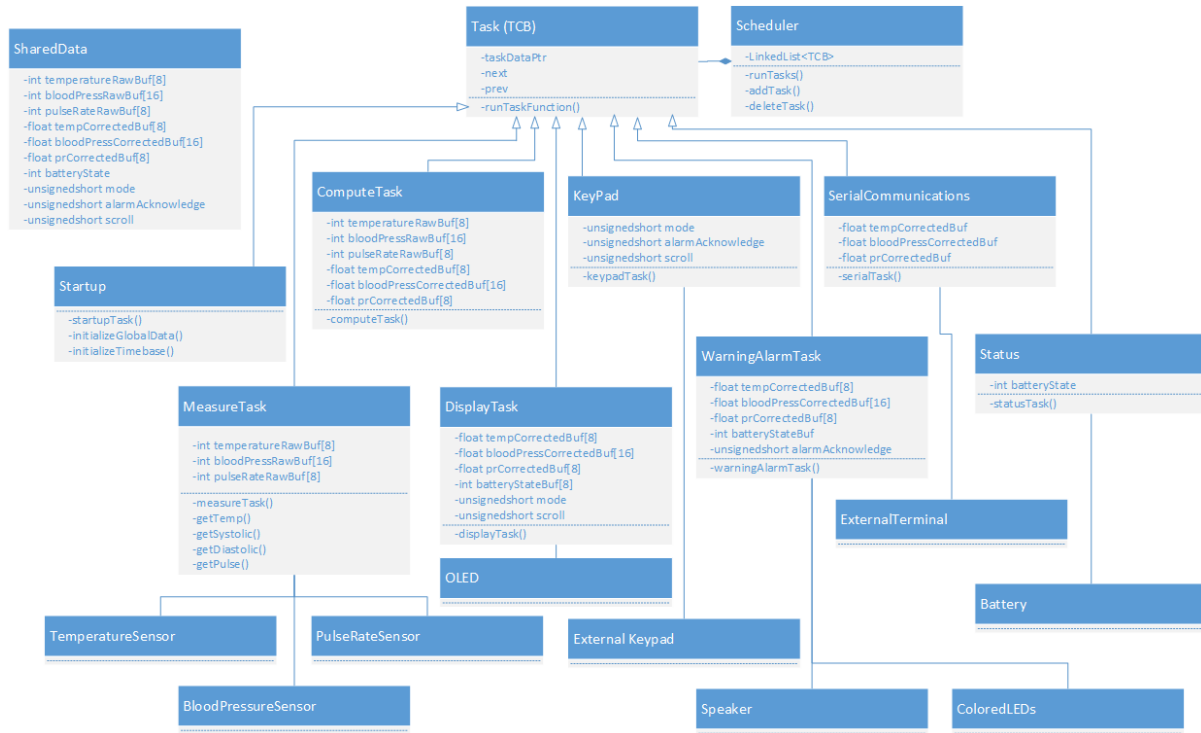 SharedData
-int temperatureRawBuf[8]
-int bloodPressRawBuf[16]
-int pulseRateRawBuf[8]
-float tempCorrectedBuf[8]
-float bloodPressCorrectedBuf[16]
-float prCorrectedBuf[8]
-int batteryState
-unsignedshort mode
-unsignedshort alarmAcknowledge
-unsignedshort scroll
Task (TCB)
-taskDataPtr
-next
-prev
-runTaskFunction()
Scheduler
-LinkedList<TCB>
-runTasks()
-addTask()
-deleteTask()
Startup
-startupTask()
-initializeGlobalData()
-initializeTimebase()
ComputeTask
-int temperatureRawBuf[8]
-int bloodPressRawBuf[16]
-int pulseRateRawBuf[8]
-float tempCorrectedBuf[8]
-float bloodPressCorrectedBuf[16]
-float prCorrectedBuf[8]
-computeTask()
KeyPad
-unsignedshort mode
-unsignedshort alarmAcknowledge
-unsignedshort scroll
-keypadTask()
SerialCommunications
-float tempCorrectedBuf
-float bloodPressCorrectedBuf
-float prCorrectedBuf
-serialTask()
MeasureTask
-int temperatureRawBuf[8]
-int bloodPressRawBuf[16]
-int pulseRateRawBuf[8]
-measureTask()
-getTemp()
-getSystolic()
-getDiastolic()
-getPulse()
DisplayTask
-float tempCorrectedBuf[8]
-float bloodPressCorrectedBuf[16]
-float prCorrectedBuf[8]
-int batteryStateBuf[8]
-unsignedshort mode
-unsignedshort scroll
-displayTask()
WarningAlarmTask
-float tempCorrectedBuf[8]
-float bloodPressCorrectedBuf[16]
-float prCorrectedBuf[8]
-int batteryStateBuf
-unsignedshort alarmAcknowledge
-warningAlarmTask()
Status
-int batteryState
-statusTask()
ExternalTerminal
OLED
Battery
TemperatureSensor
PulseRateSensor
External Keypad
BloodPressureSensor
Speaker
ColoredLEDs